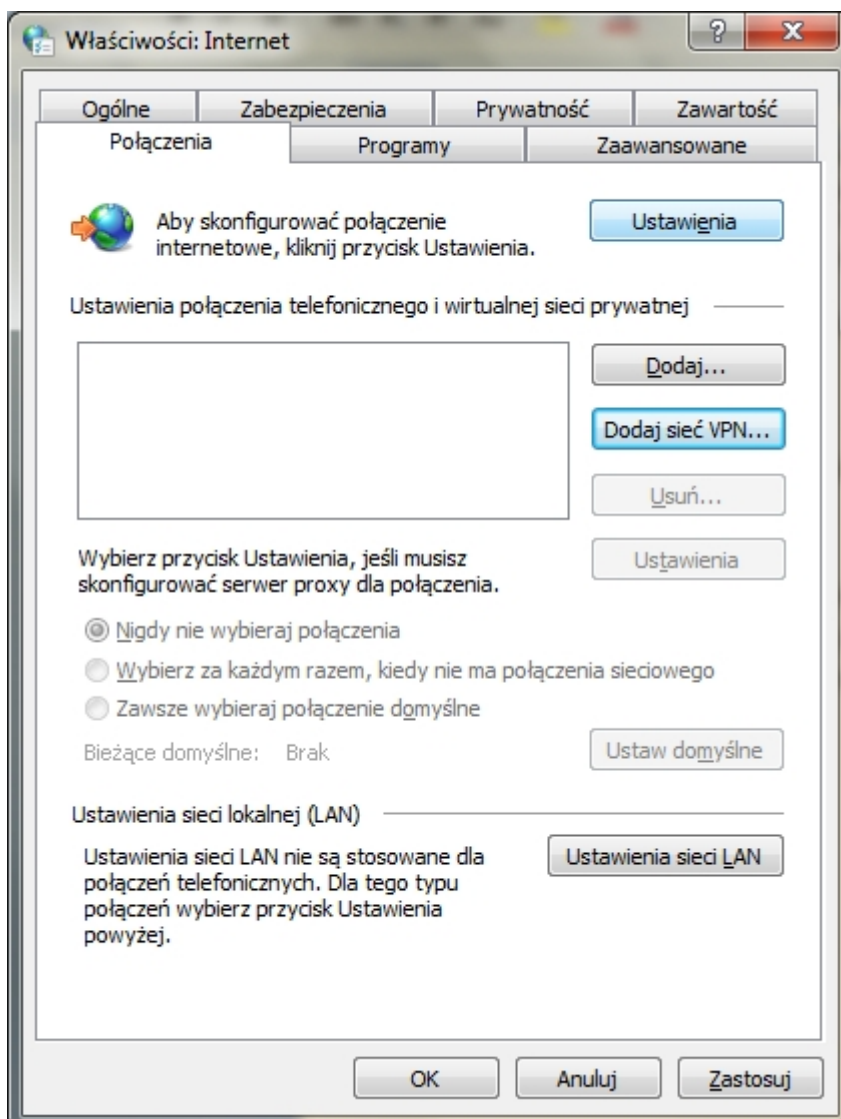 Właściwości: Internet
Ogólne
Zabezpieczenia
Prywatność
Zawartość
Połączenia
Programy
Zaawansowane
Aby skonfigurować połączenie
internetowe, kliknij przycisk Ustawienia.
Ustawienia
Ustawienia połączenia telefonicznego i wirtualnej sieci prywatnej
Dodaj...
Dodaj sieć VPN...
Usuń...
Wybierz przycisk Ustawienia, jeśli musisz
skonfigurować serwer proxy dla połączenia.
Ustawienia
Nigdy nie wybieraj połączenia
Wybierz za każdym razem, kiedy nie ma połączenia sieciowego
Zawsze wybieraj połączenie domyślne
Bieżące domyślne: Brak
Ustaw domyślne
Ustawienia sieci lokalnej (LAN)
Ustawienia sieci LAN nie są stosowane dla
połączeń telefonicznych. Dla tego typu
połączeń wybierz przycisk Ustawienia
powyżej.
Ustawienia sieci LAN
OK
Anuluj
Zastosuj